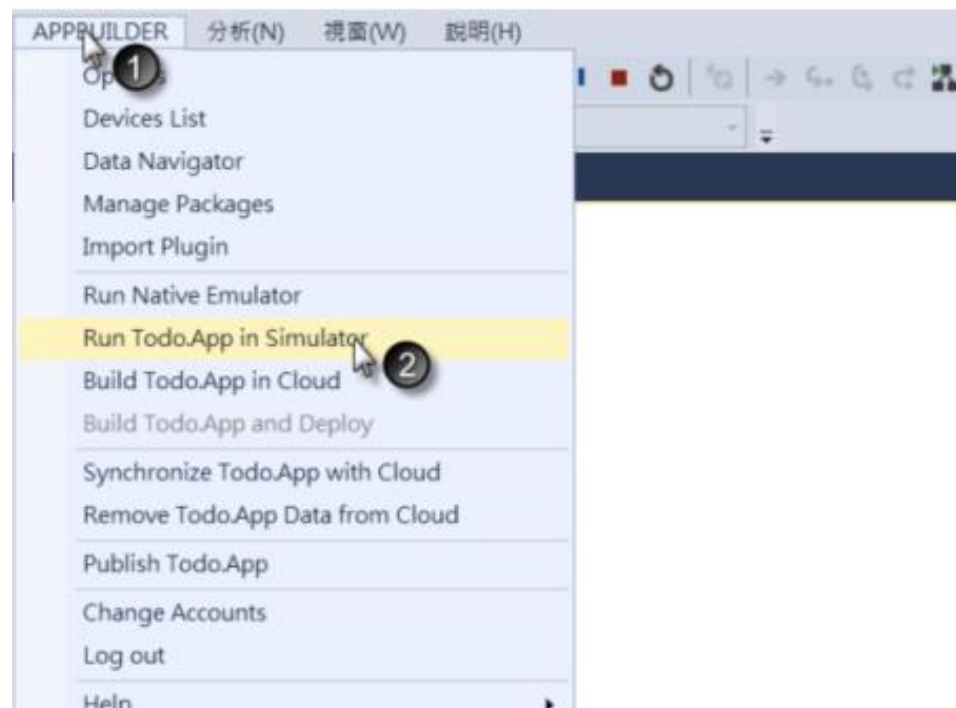 APPBUILDER 分析(N) 視窗(W) 說明(H)
1
Devices List
Data Navigator
Manage Packages
Import Plugin
Run Native Emulator
Run Todo.App in Simulator
2
Build Todo.App in Cloud
Build Todo.App and Deploy
Synchronize Todo.App with Cloud
Remove Todo.App Data from Cloud
Publish Todo.App
Change Accounts
Log out
Help